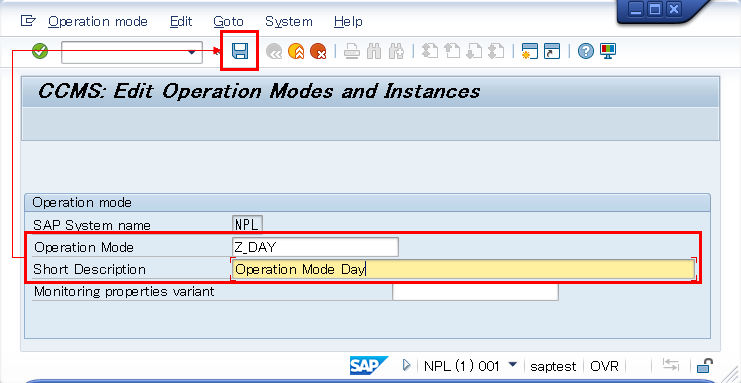 Operation mode Edit Goto System Help
CCMS: Edit Operation Modes and Instances
Operation mode
SAP System name NPL
Operation Mode Z_DAY
Short Description Operation Mode Day
Monitoring properties variant
SAP NPL (1) 001 saptest OVR